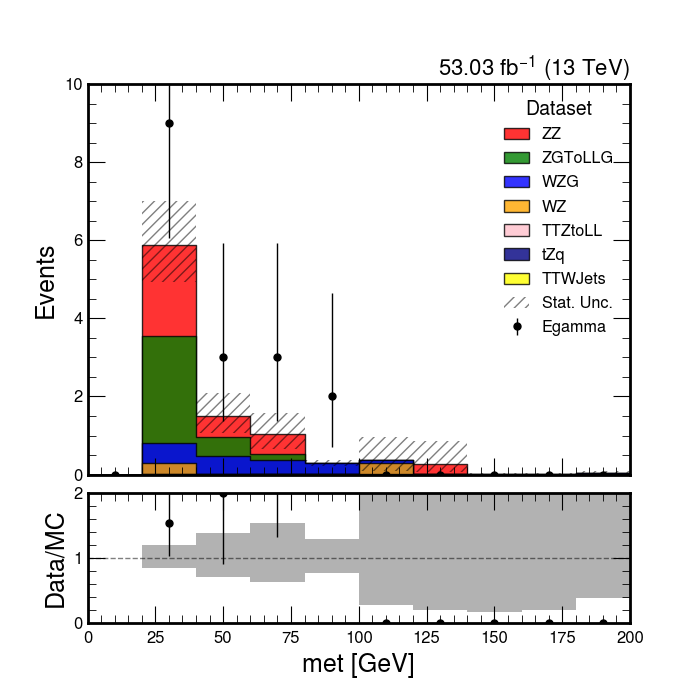 53.03 fb⁻¹ (13 TeV)
10
8
6
4
2
0
Events
Dataset
ZZ
ZGToLLG
WZG
WZ
TTZtoLL
tZq
TTWJets
Stat. Unc.
Egamma
2
1
0
Data/MC
0 25 50 75 100 125 150 175 200
met [GeV]